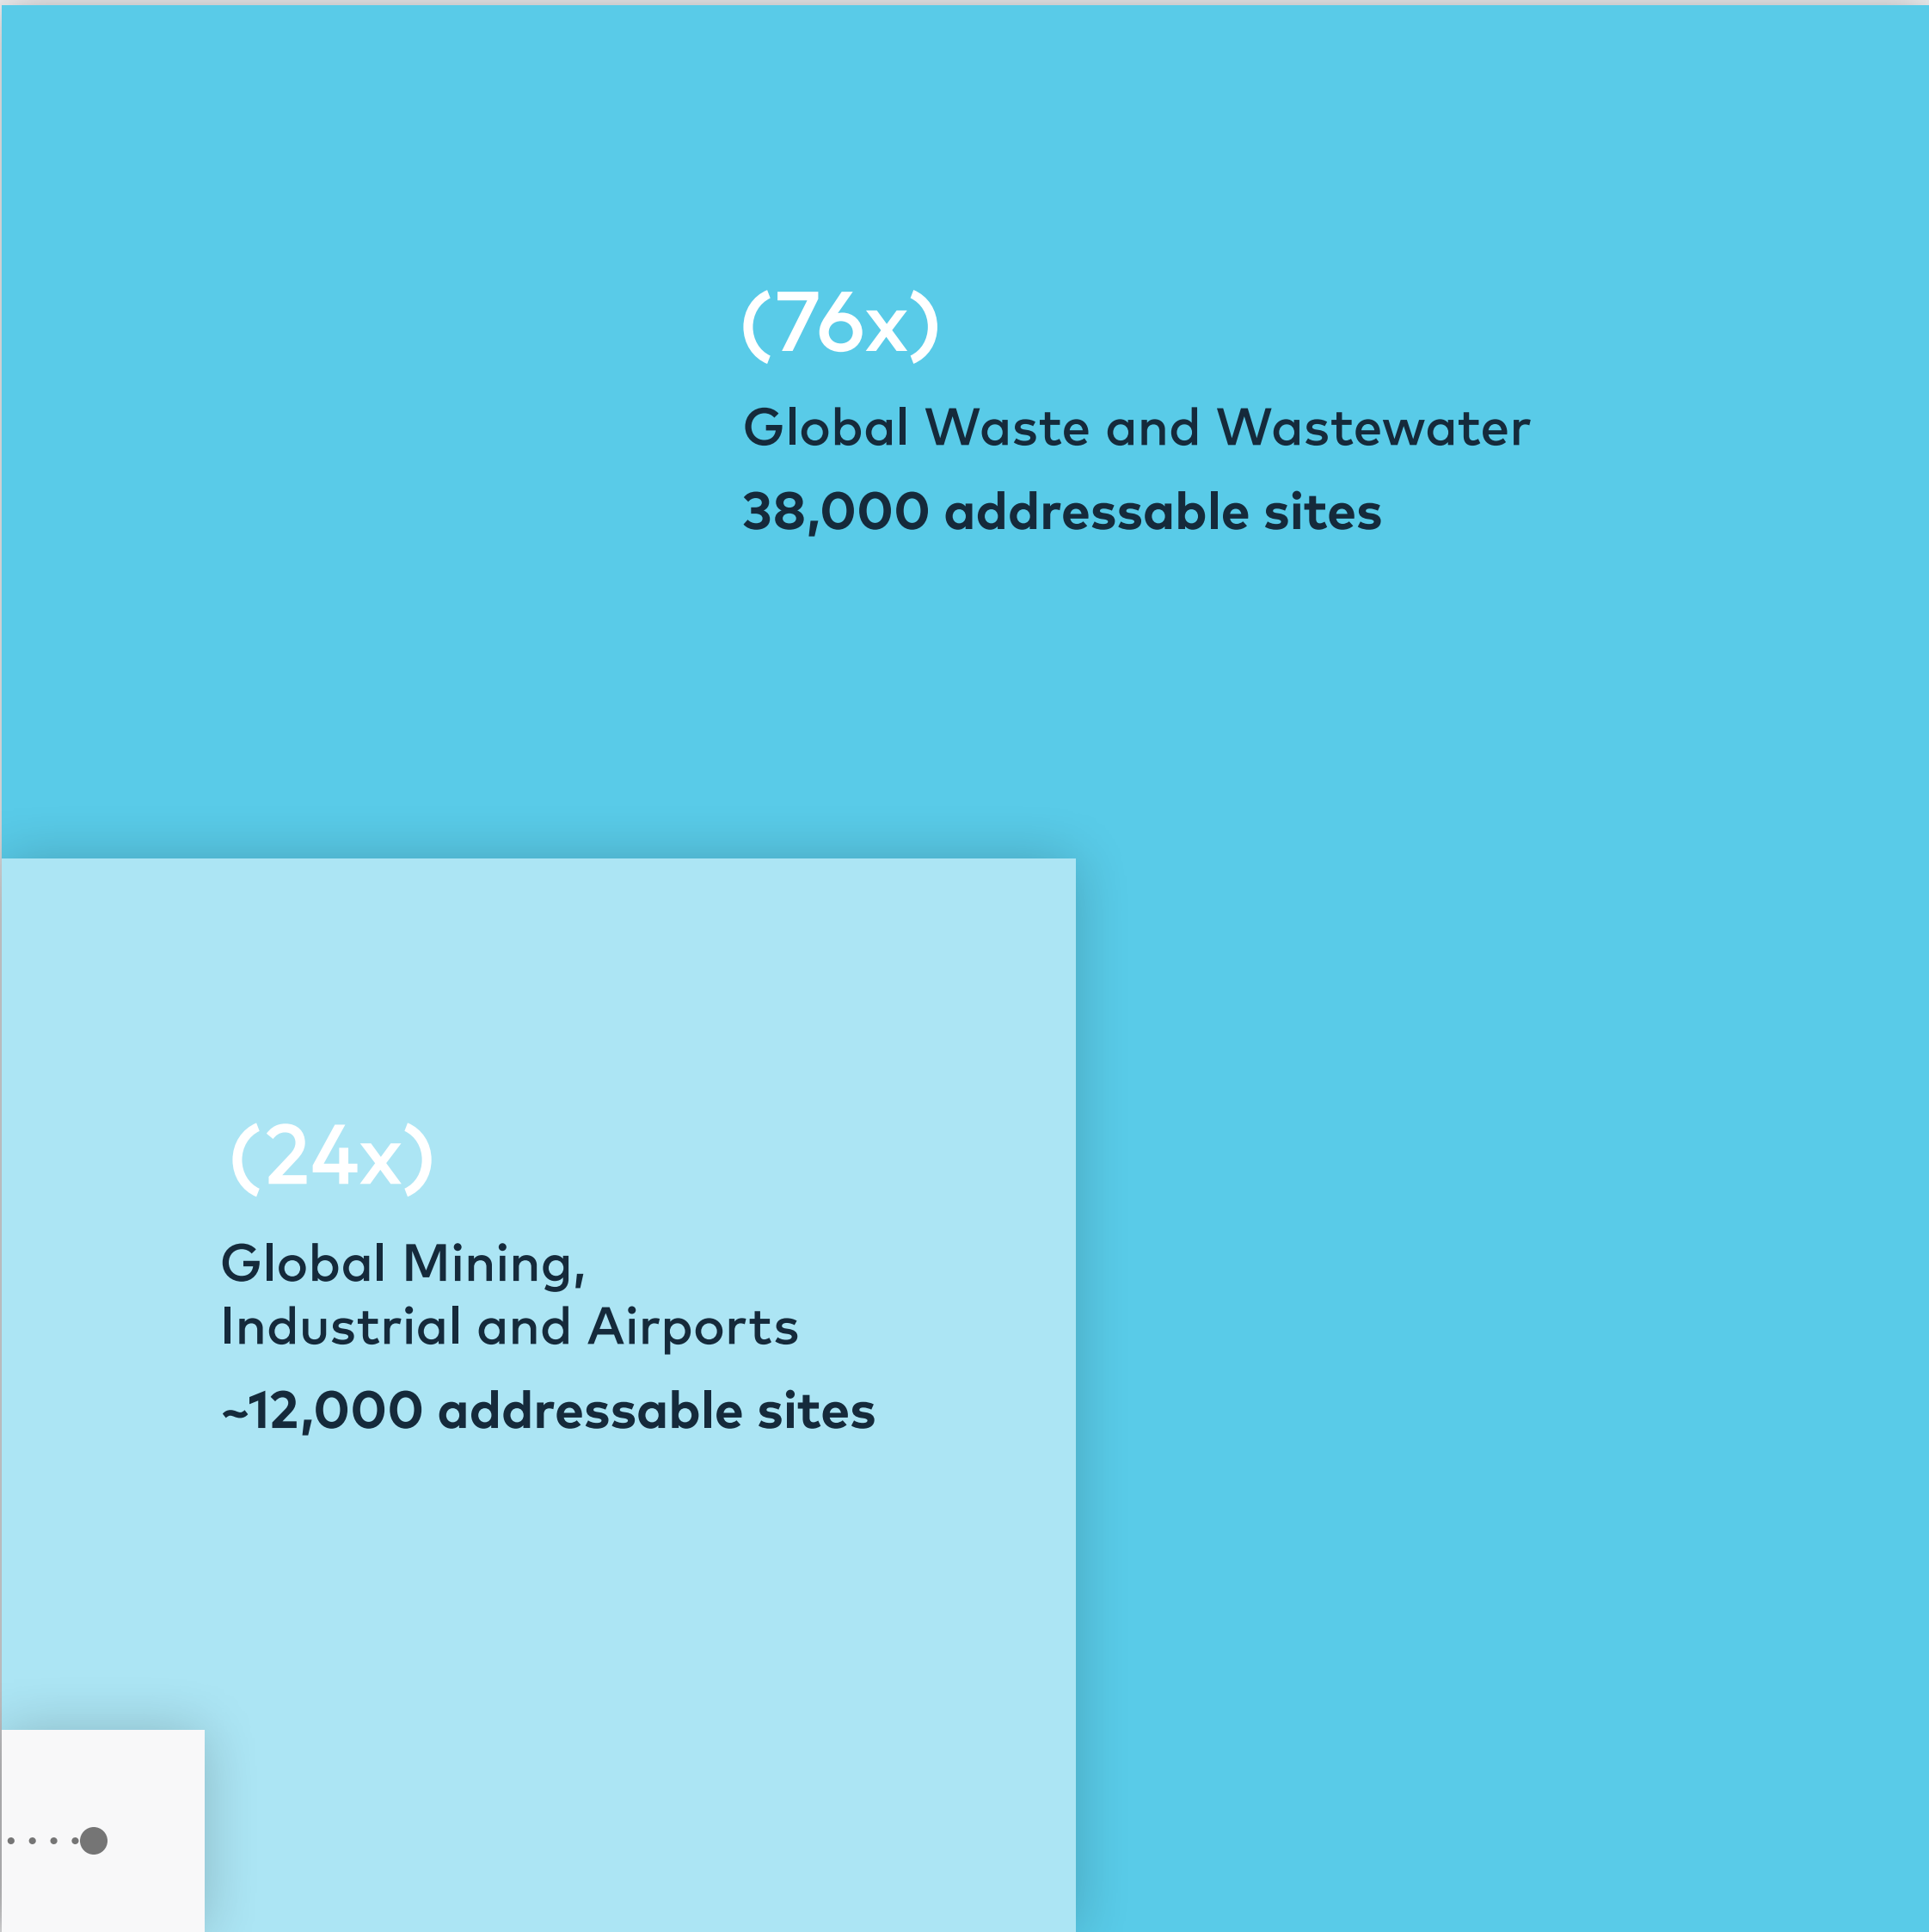 (76x)
Global Waste and Wastewater
38,000 addressable sites
(24x)
Global Mining,
Industrial and Airports
~12,000 addressable sites